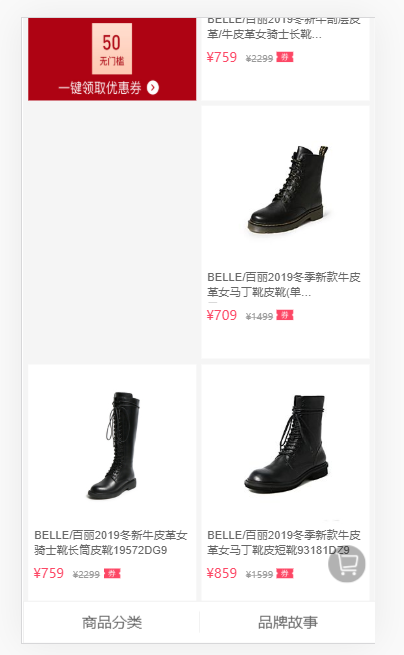 50
无门槛
一键领取优惠券
BELLE/百丽2019冬新牛剖层皮
革/牛皮革女骑士长靴...
¥759 ¥2299 券
BELLE/百丽2019冬季新款牛皮
革女马丁靴皮靴(单...
¥709 ¥1499 券
BELLE/百丽2019冬新牛皮革女
骑士靴长筒皮靴19572DG9
¥759 ¥2299 券
BELLE/百丽2019冬季新款牛皮
革女马丁靴皮短靴93181DZ9
¥859 ¥1599 券
商品分类
品牌故事